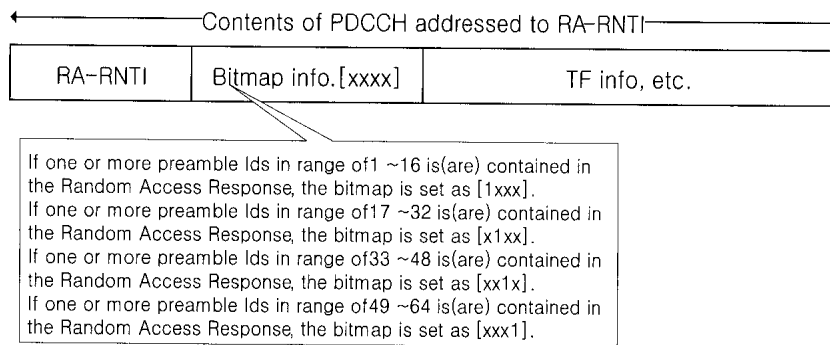 Contents of PDCCH addressed to RA-RNTI
RA-RNTI
Bitmap info.[xxxx]
TF info, etc.
If one or more preamble Ids in range of1 ~16 is(are) contained in
the Random Access Response, the bitmap is set as [1xxx].
If one or more preamble Ids in range of17 ~32 is(are) contained in
the Random Access Response, the bitmap is set as [x1xx].
If one or more preamble Ids in range of33 ~48 is(are) contained in
the Random Access Response, the bitmap is set as [xx1x].
If one or more preamble Ids in range of49 ~64 is(are) contained in
the Random Access Response, the bitmap is set as [xxx1].